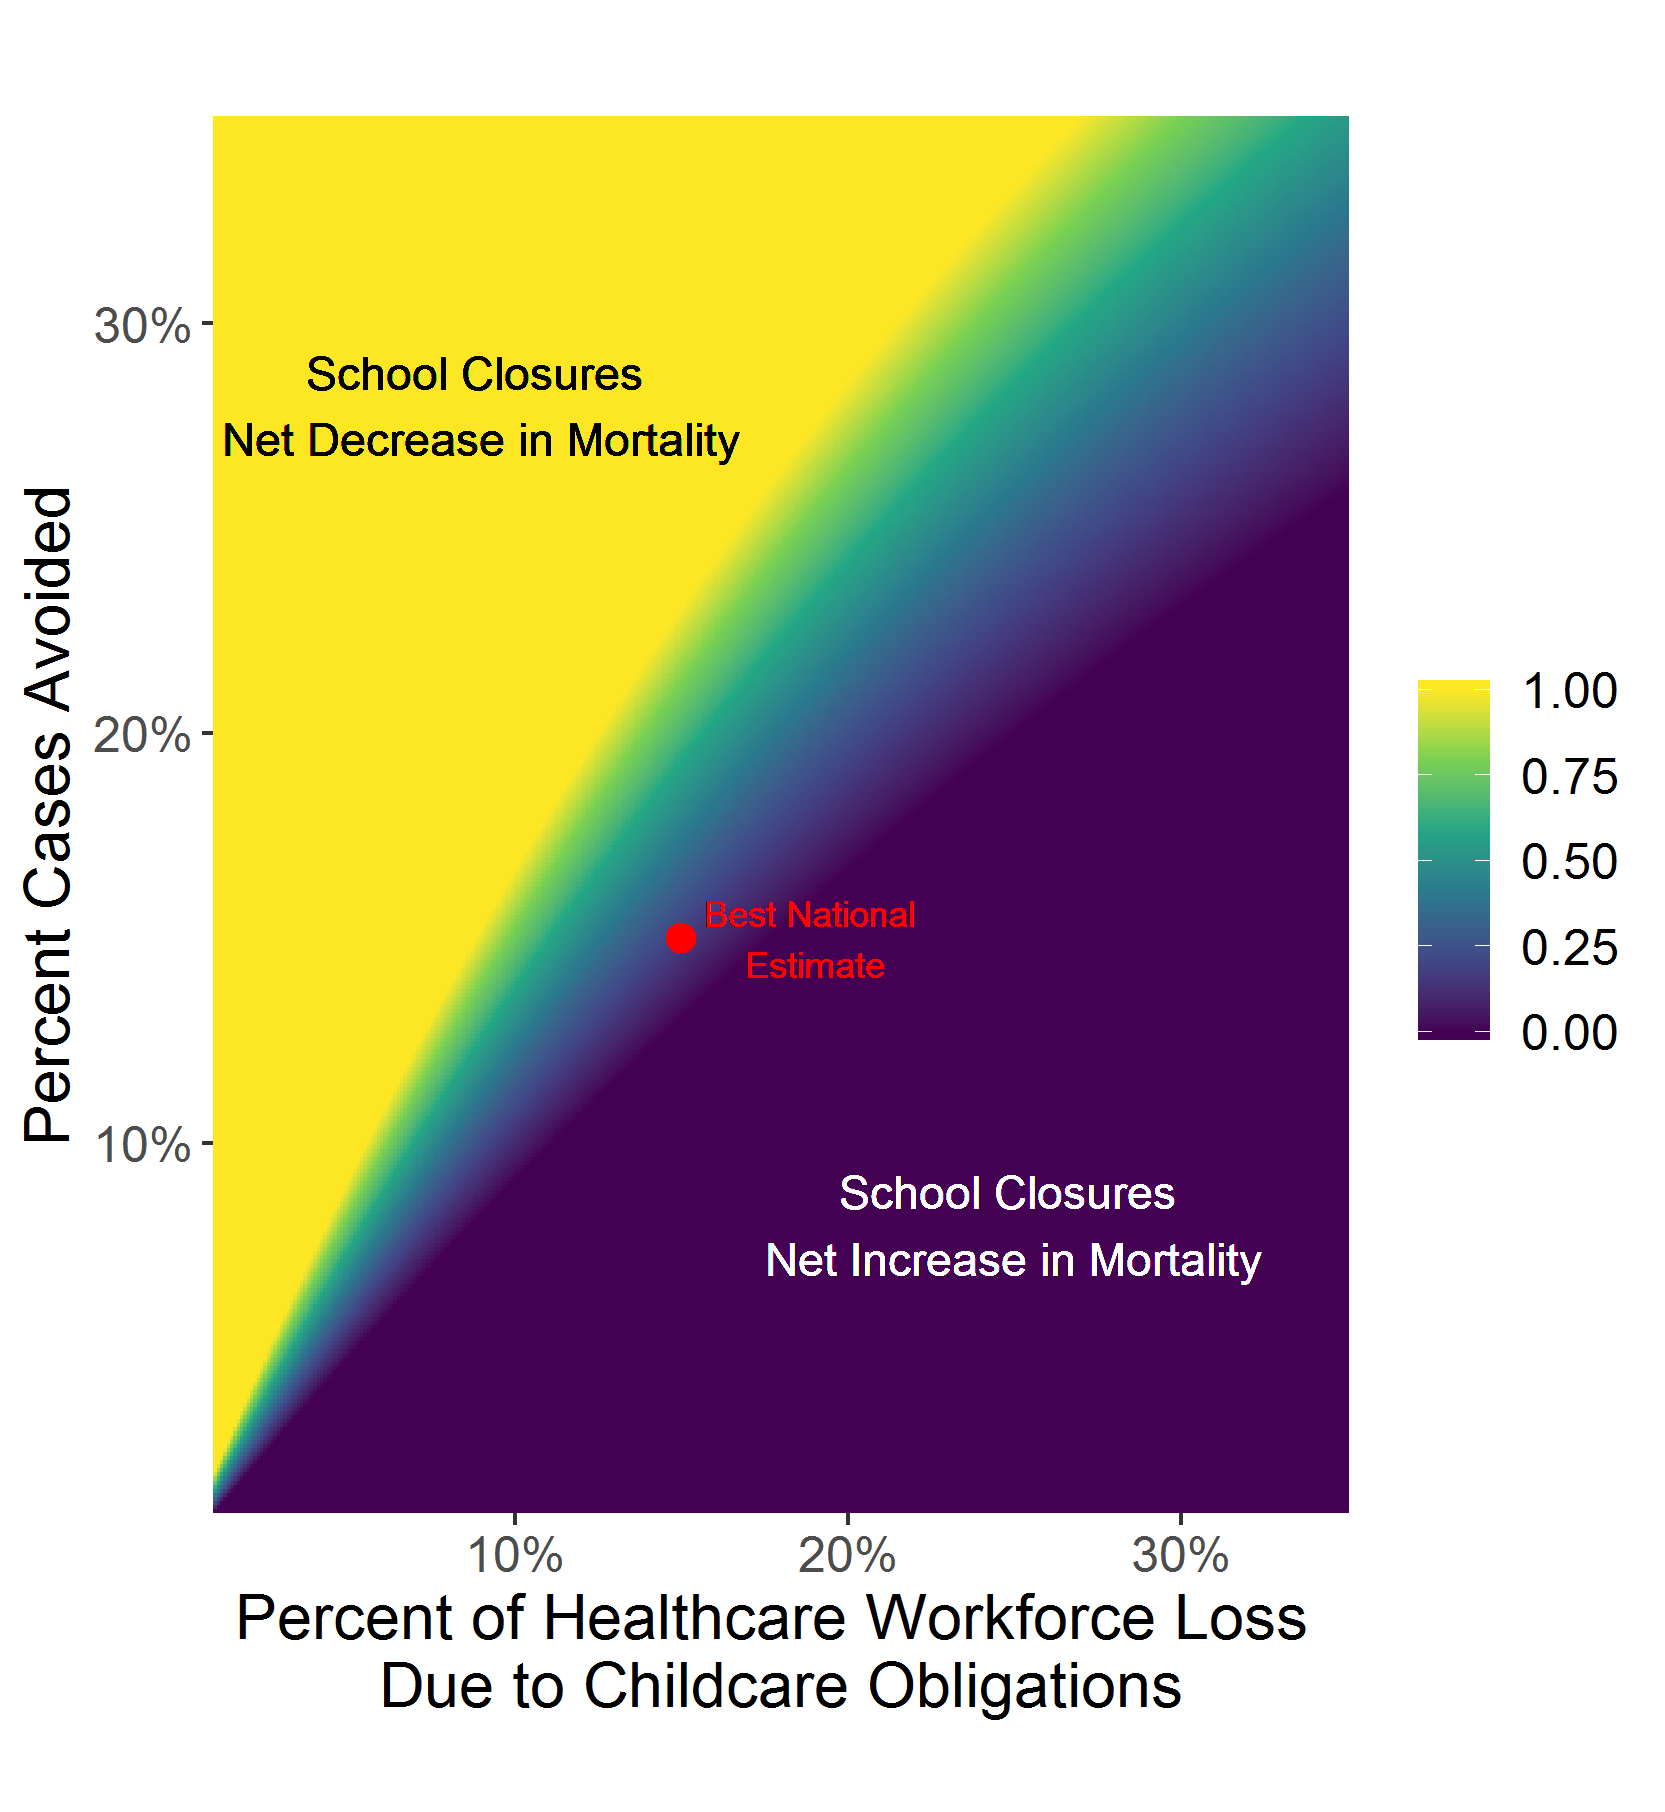 School Closures
Net Decrease in Mortality
Best National
Estimate
School Closures
Net Increase in Mortality
Percent Cases Avoided
30%
20%
10%
10%
20%
30%
Percent of Healthcare Workforce Loss
Due to Childcare Obligations
1.00
0.75
0.50
0.25
0.00